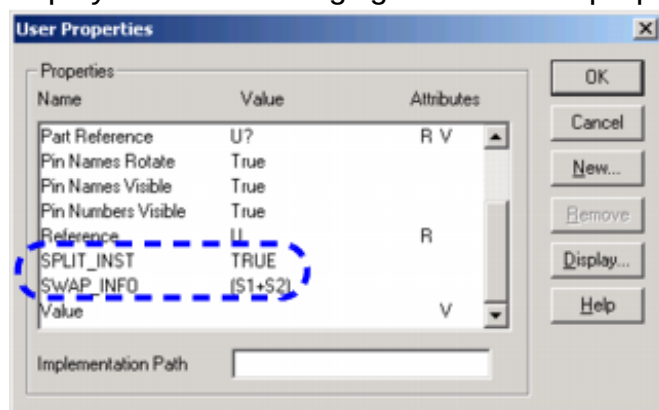 User Properties
Properties
Name Value Attributes
Part Reference U? R V
Pin Names Rotate True
Pin Names Visible True
Pin Numbers Visible True
Reference U R
SPLIT_INST TRUE
SWAP_INFO (S1+S2)
Value V
Implementation Path
OK
Cancel
New...
Remove
Display...
Help